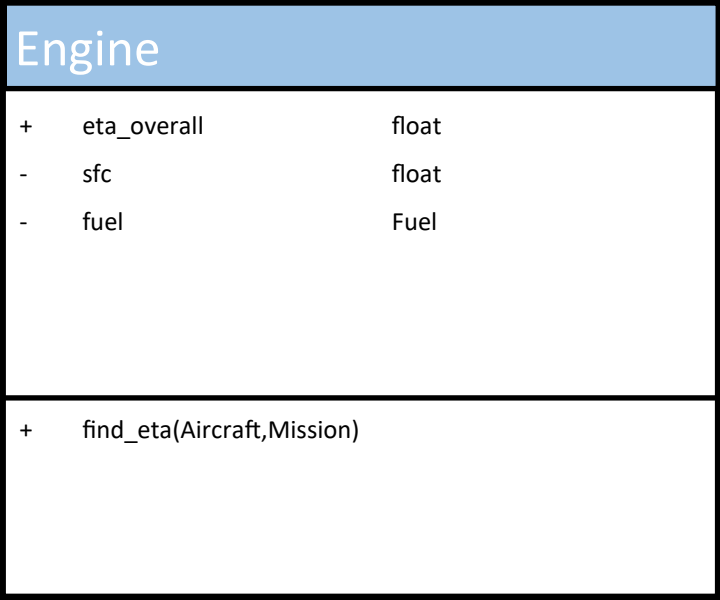 Engine
+ eta_overall float
- sfc float
- fuel Fuel
+ find_eta(Aircraft,Mission)